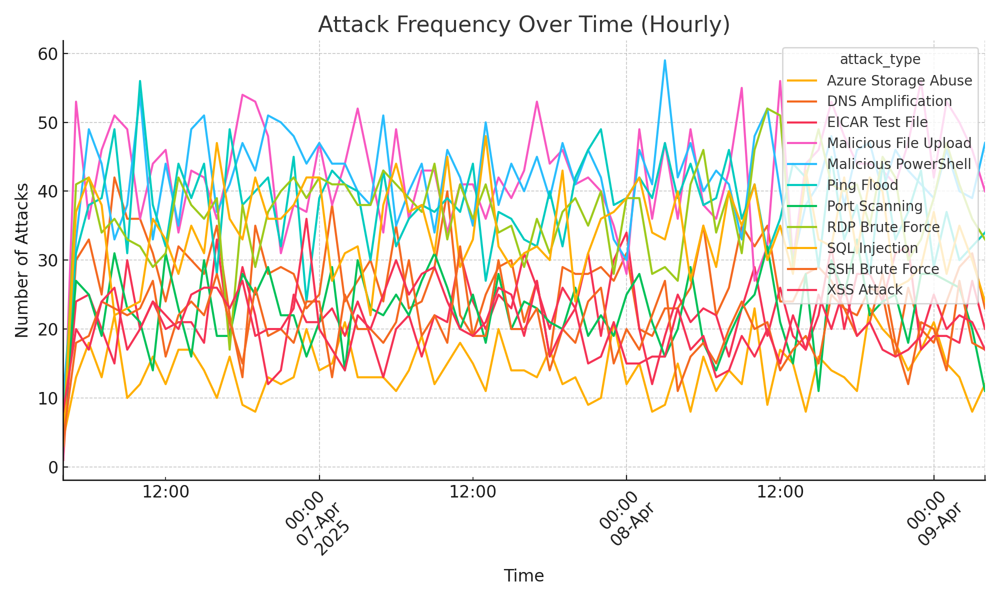 Attack Frequency Over Time (Hourly)
Number of Attacks
60
50
40
30
20
10
0
attack_type
Azure Storage Abuse
DNS Amplification
EICAR Test File
Malicious File Upload
Malicious PowerShell
Ping Flood
Port Scanning
RDP Brute Force
SQL Injection
SSH Brute Force
XSS Attack
12:00
00:00
07-Apr
2025
12:00
00:00
08-Apr
12:00
00:00
09-Apr
Time